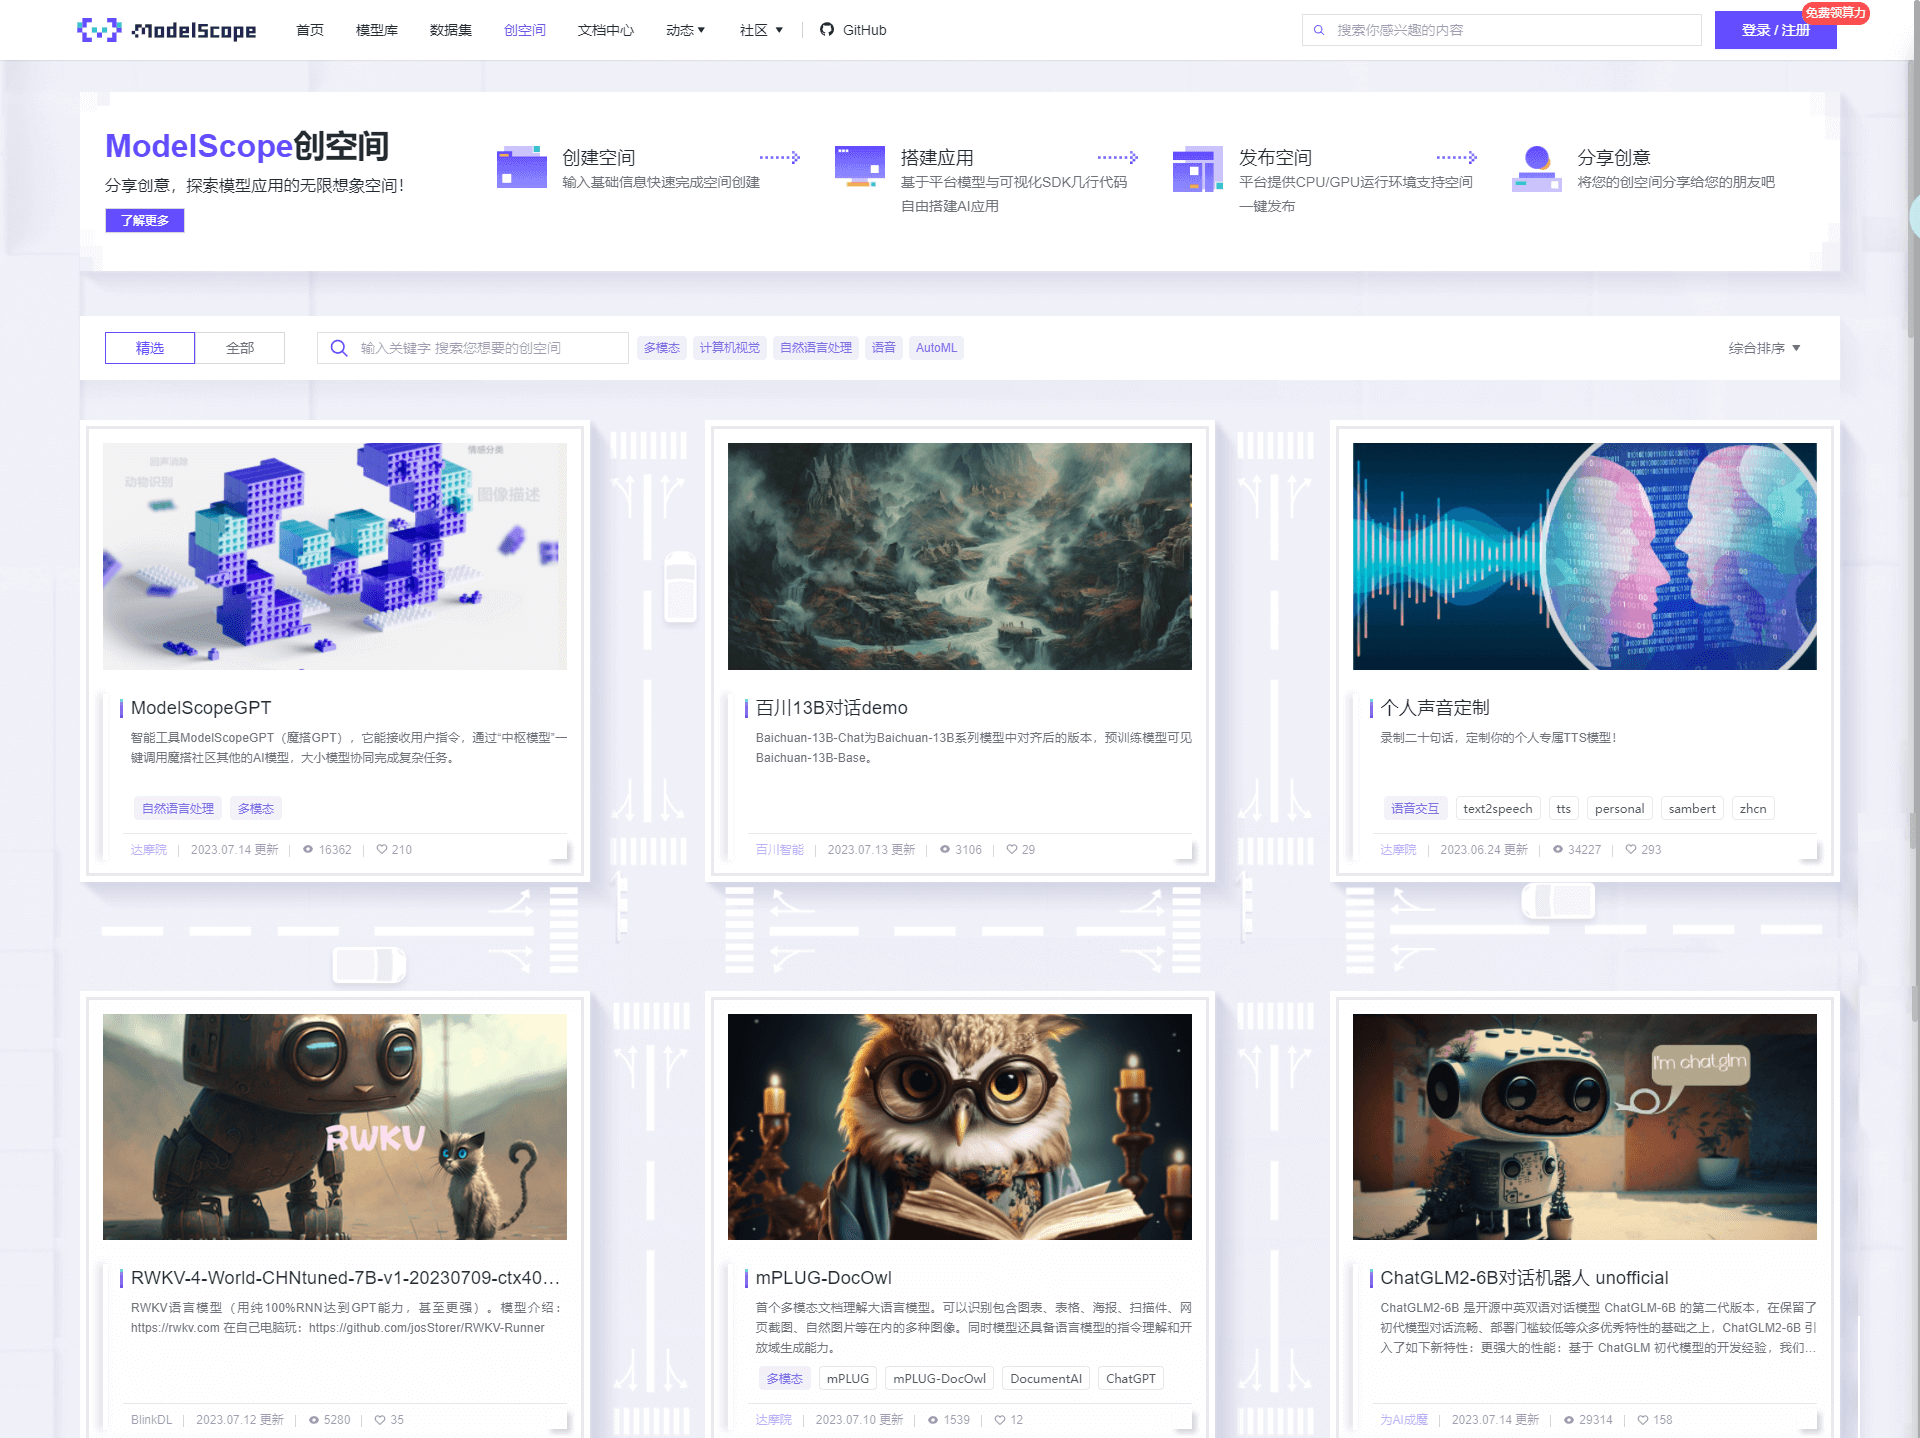 ModelScope
首页
模型库
数据集
创空间
文档中心
动态
社区
GitHub
搜索你感兴趣的内容
登录 / 注册
免费领算力
ModelScope创空间
分享创意，探索模型应用的无限想象空间！
了解更多
创建空间
输入基础信息快速完成空间创建
搭建应用
基于平台模型与可视化SDK几行代码
自由搭建AI应用
发布空间
平台提供CPU/GPU运行环境支持空间
一键发布
分享创意
将您的创空间分享给您的朋友吧
精选
全部
输入关键字 搜索您想要的创空间
多模态
计算机视觉
自然语言处理
语音
AutoML
综合排序
情感分类
回声消除
动物识别
图像描述
ModelScopeGPT
智能工具ModelScopeGPT（魔搭GPT），它能接收用户指令，通过“中枢模型”一
键调用魔搭社区其他的AI模型，大小模型协同完成复杂任务。
自然语言处理 多模态
达摩院 2023.07.14 更新 16362 210
百川13B对话demo
Baichuan-13B-Chat为Baichuan-13B系列模型中对齐后的版本，预训练模型可见
Baichuan-13B-Base。
百川智能 2023.07.13 更新 3106 29
个人声音定制
录制二十句话，定制你的个人专属TTS模型！
语音交互 text2speech tts personal sambert zhcn
达摩院 2023.06.24 更新 34227 293
RWKV
RWKV-4-World-CHNtuned-7B-v1-20230709-ctx40...
RWKV语言模型（用纯100%RNN达到GPT能力，甚至更强）。模型介绍：
https://rwkv.com 在自己电脑玩：https://github.com/josStorer/RWKV-Runner
BlinkDL 2023.07.12 更新 5280 35
mPLUG-DocOwl
首个多模态文档理解大语言模型。可以识别包含图表、表格、海报、扫描件、网
页截图、自然图片等在内的多种图像。同时模型还具备语言模型的指令理解和开
放域生成能力。
多模态 mPLUG mPLUG-DocOwl DocumentAI ChatGPT
达摩院 2023.07.10 更新 1539 12
I'm chatglm
ChatGLM2-6B对话机器人 unofficial
ChatGLM2-6B 是开源中英双语对话模型 ChatGLM-6B 的第二代版本，在保留了
初代模型对话流畅、部署门槛较低等众多优秀特性的基础之上，ChatGLM2-6B 引
入了如下新特性：更强大的性能：基于 ChatGLM 初代模型的开发经验，我们...
为AI成魔 2023.07.14 更新 29314 158